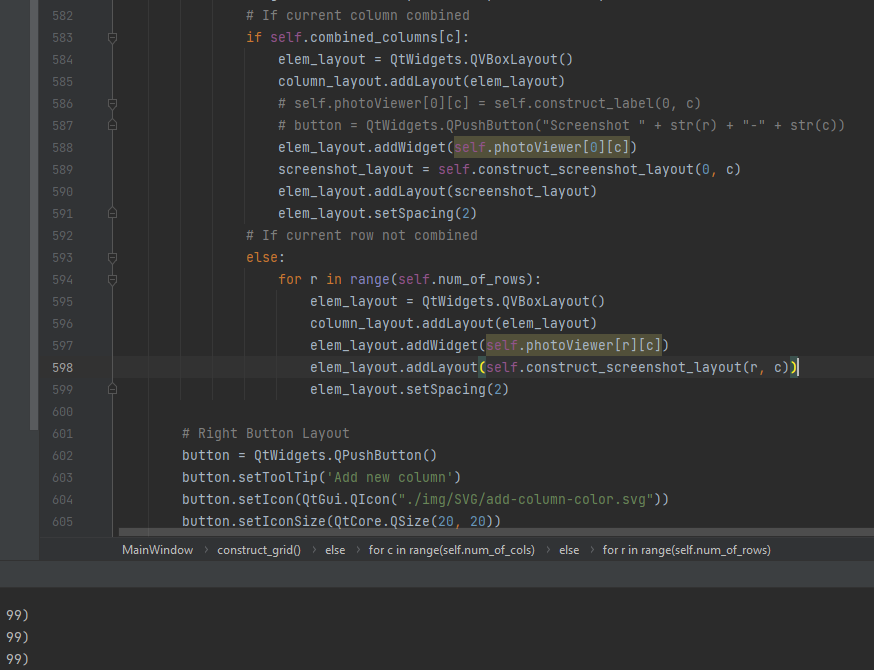 582 # If current column combined
583 if self.combined_columns[c]:
584 elem_layout = QtWidgets.QVBoxLayout()
585 column_layout.addLayout(elem_layout)
586 # self.photoViewer[0][c] = self.construct_label(0, c)
587 # button = QtWidgets.QPushButton("Screenshot " + str(r) + "-" + str(c))
588 elem_layout.addWidget(self.photoViewer[0][c])
589 screenshot_layout = self.construct_screenshot_layout(0, c)
590 elem_layout.addLayout(screenshot_layout)
591 elem_layout.setSpacing(2)
592 # If current row not combined
593 else:
594 for r in range(self.num_of_rows):
595 elem_layout = QtWidgets.QVBoxLayout()
596 column_layout.addLayout(elem_layout)
597 elem_layout.addWidget(self.photoViewer[r][c])
598 elem_layout.addLayout(self.construct_screenshot_layout(r, c))
599 elem_layout.setSpacing(2)
600
601 # Right Button Layout
602 button = QtWidgets.QPushButton()
603 button.setToolTip('Add new column')
604 button.setIcon(QtGui.QIcon("./img/SVG/add-column-color.svg"))
605 button.setIconSize(QtCore.QSize(20, 20))
MainWindow › construct_grid() › else › for c in range(self.num_of_cols) › else › for r in range(self.num_of_rows)
99)
99)
99)